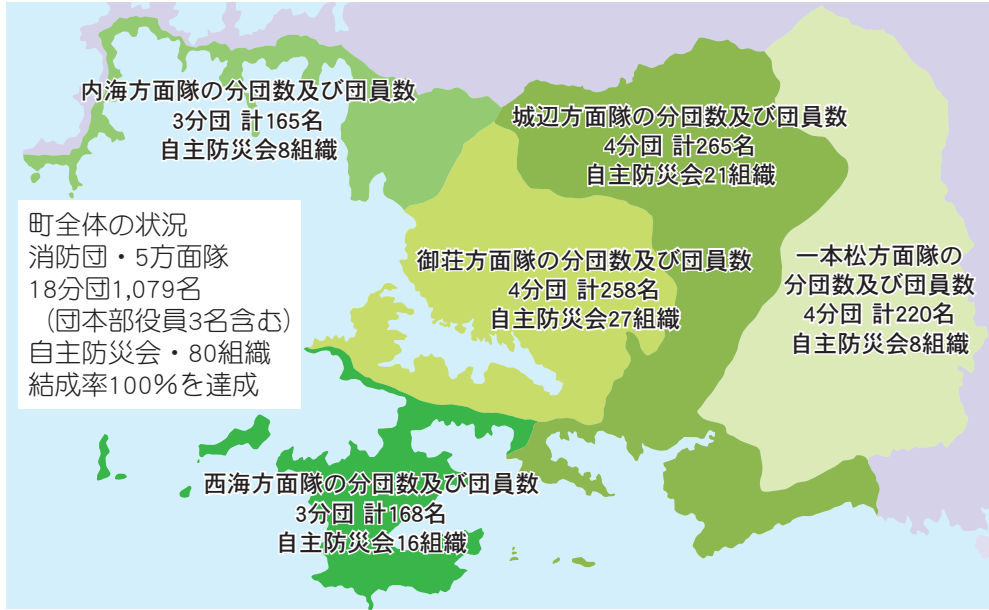 内海方面隊の分団数及び団員数
3分団 計165名
自主防災会8組織
城辺方面隊の分団数及び団員数
4分団 計265名
自主防災会21組織
町全体の状況
消防団・5方面隊
18分団1,079名
（団本部役員3名含む）
自主防災会・80組織
結成率100％を達成
御荘方面隊の分団数及び団員数
4分団 計258名
自主防災会27組織
一本松方面隊の
分団数及び団員数
4分団 計220名
自主防災会8組織
西海方面隊の分団数及び団員数
3分団 計168名
自主防災会16組織